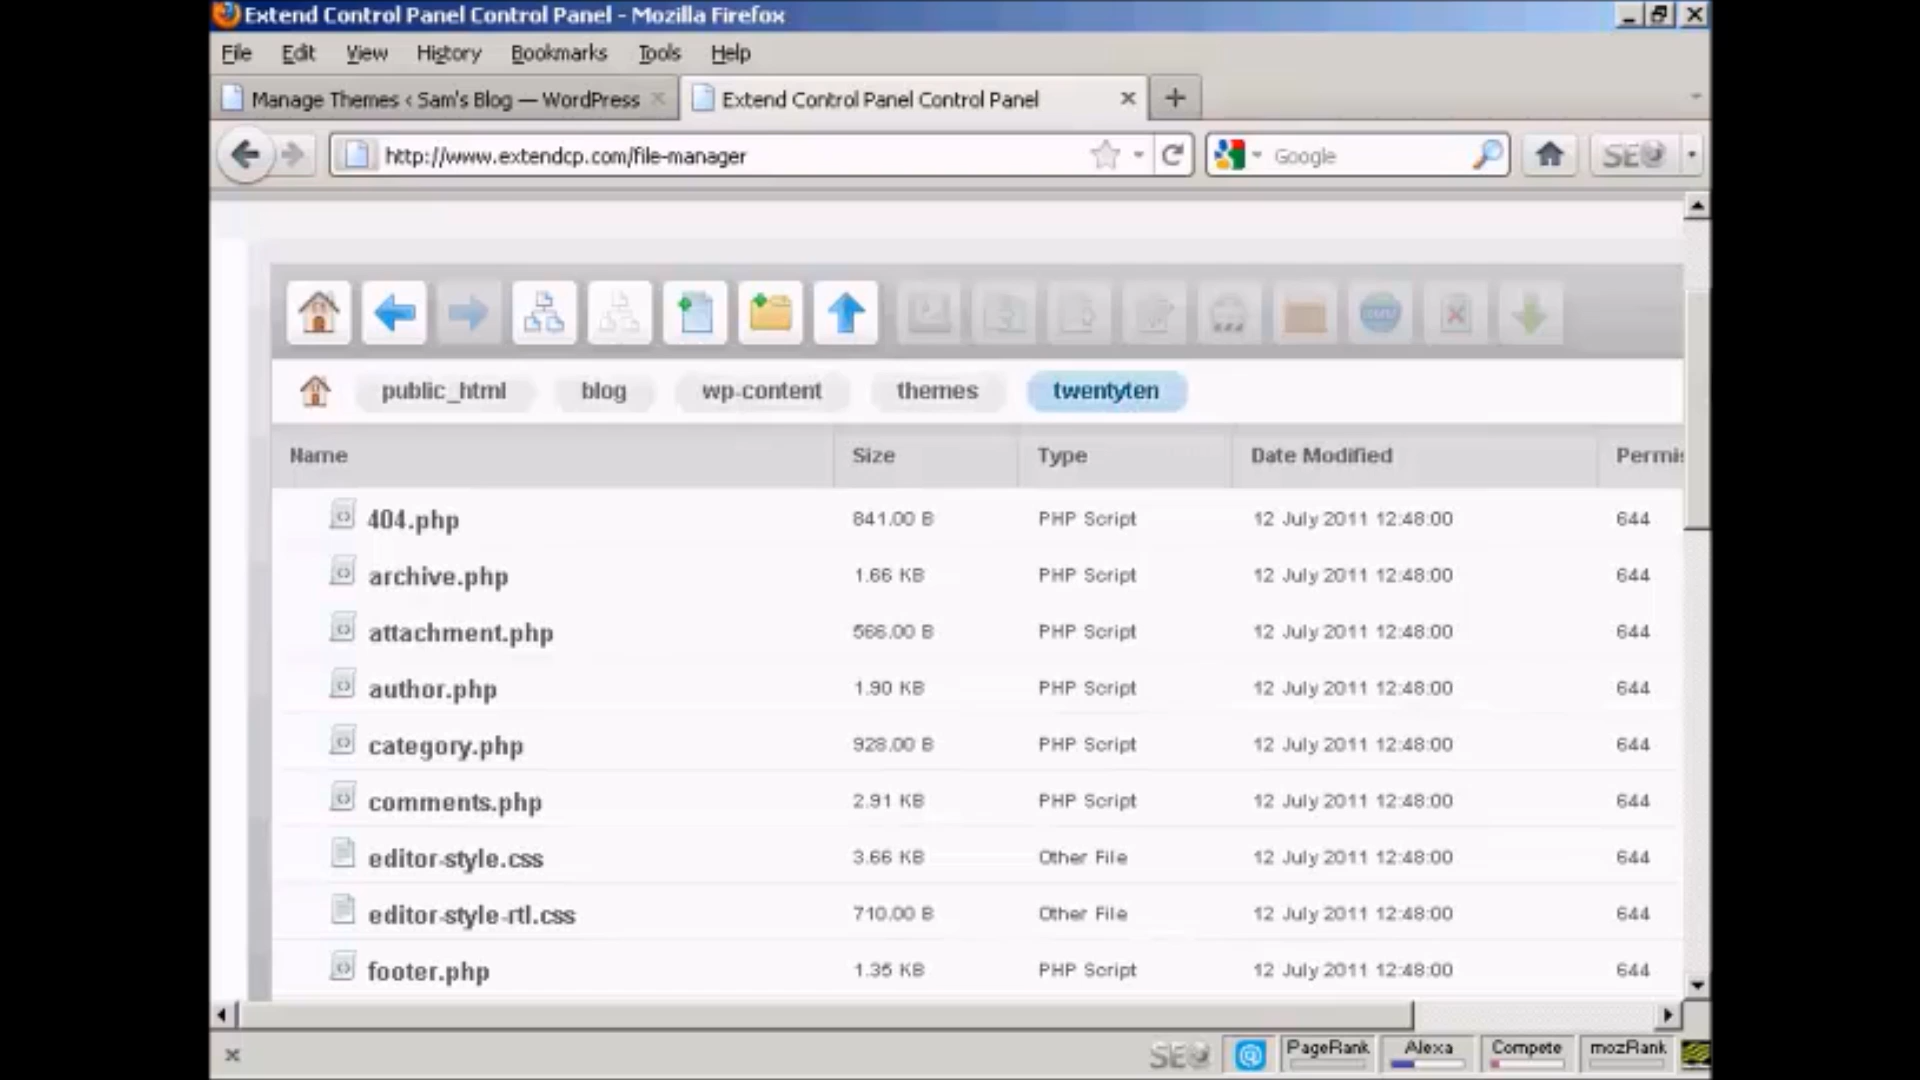 Extend Control Panel Control Panel - Mozilla Firefox
File Edit View History Bookmarks Tools Help
Manage Themes ‹ Sam's Blog — WordPress Extend Control Panel Control Panel
http://www.extendcp.com/file-manager Google SEO
public_html blog wp-content themes twentyten
Name Size Type Date Modified Permis
404.php 841.00 B PHP Script 12 July 2011 12:48:00 644
archive.php 1.66 KB PHP Script 12 July 2011 12:48:00 644
attachment.php 566.00 B PHP Script 12 July 2011 12:48:00 644
author.php 1.90 KB PHP Script 12 July 2011 12:48:00 644
category.php 928.00 B PHP Script 12 July 2011 12:48:00 644
comments.php 2.91 KB PHP Script 12 July 2011 12:48:00 644
editor-style.css 3.66 KB Other File 12 July 2011 12:48:00 644
editor-style-rtl.css 710.00 B Other File 12 July 2011 12:48:00 644
footer.php 1.35 KB PHP Script 12 July 2011 12:48:00 644
SEO PageRank Alexa Compete mozRank